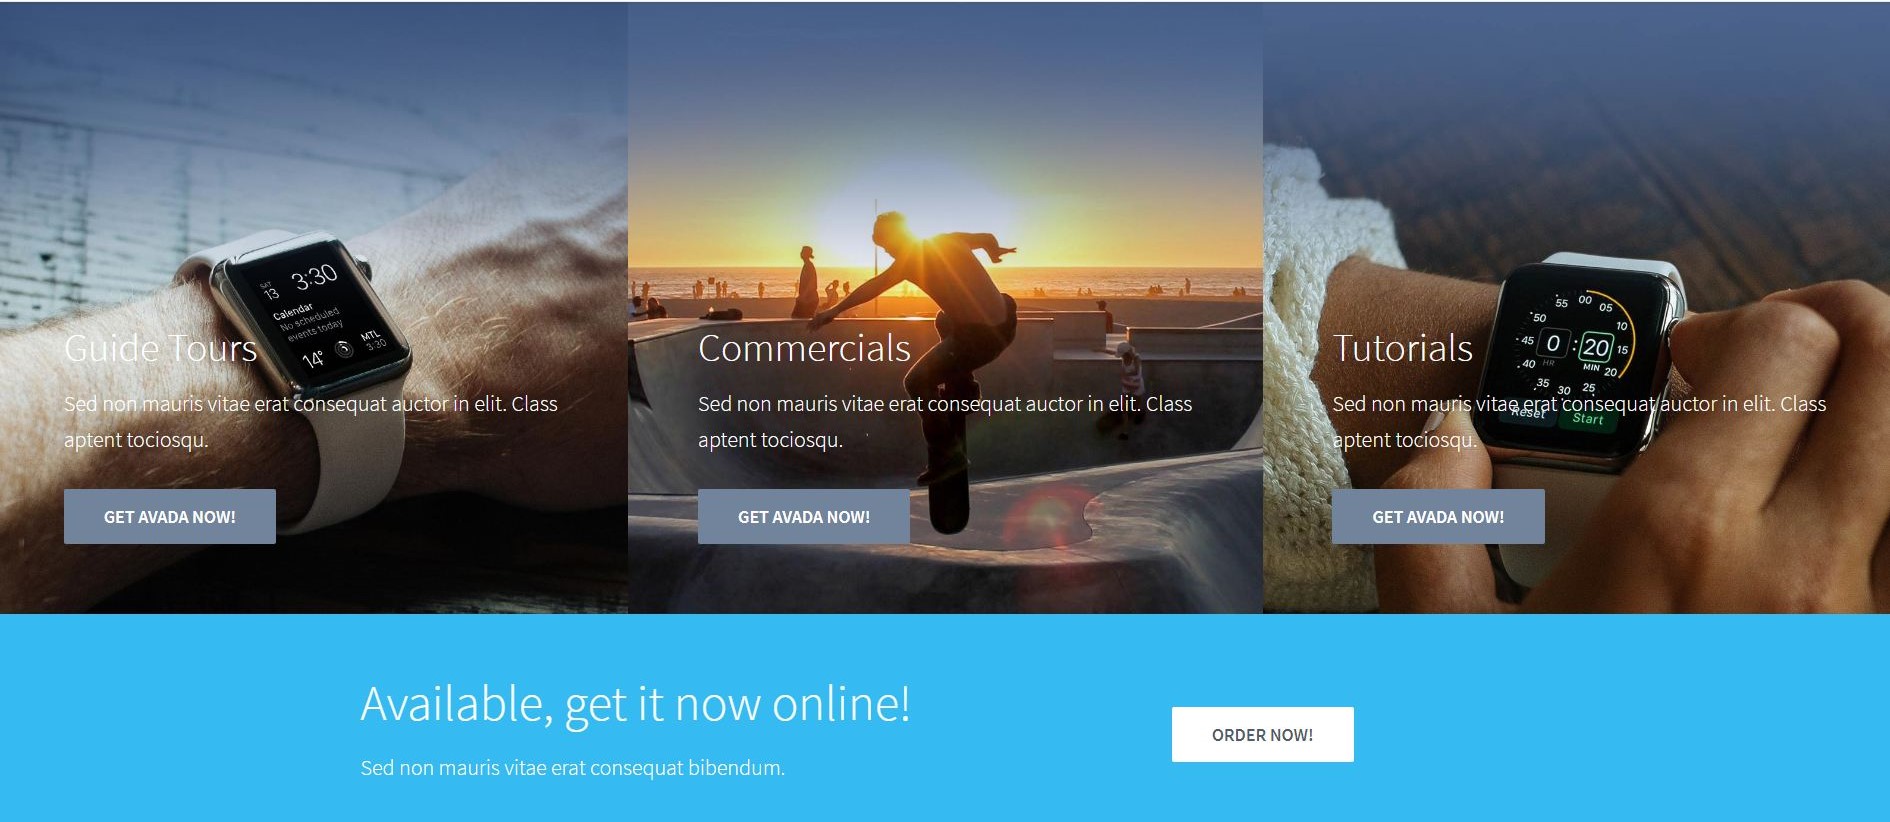 3:30
SAT
13
Calendar
No scheduled
events today
14°
MTL
3:30
Guide Tours
Sed non mauris vitae erat consequat auctor in elit. Class
aptent tociosqu.
GET AVADA NOW!
Commercials
Sed non mauris vitae erat consequat auctor in elit. Class
aptent tociosqu.
GET AVADA NOW!
55 00 05
50 10
45 0 : 20 15
HR MIN
40 20
35 30 25
Reset Start
Tutorials
Sed non mauris vitae erat consequat auctor in elit. Class
aptent tociosqu.
GET AVADA NOW!
Available, get it now online!
Sed non mauris vitae erat consequat bibendum.
ORDER NOW!